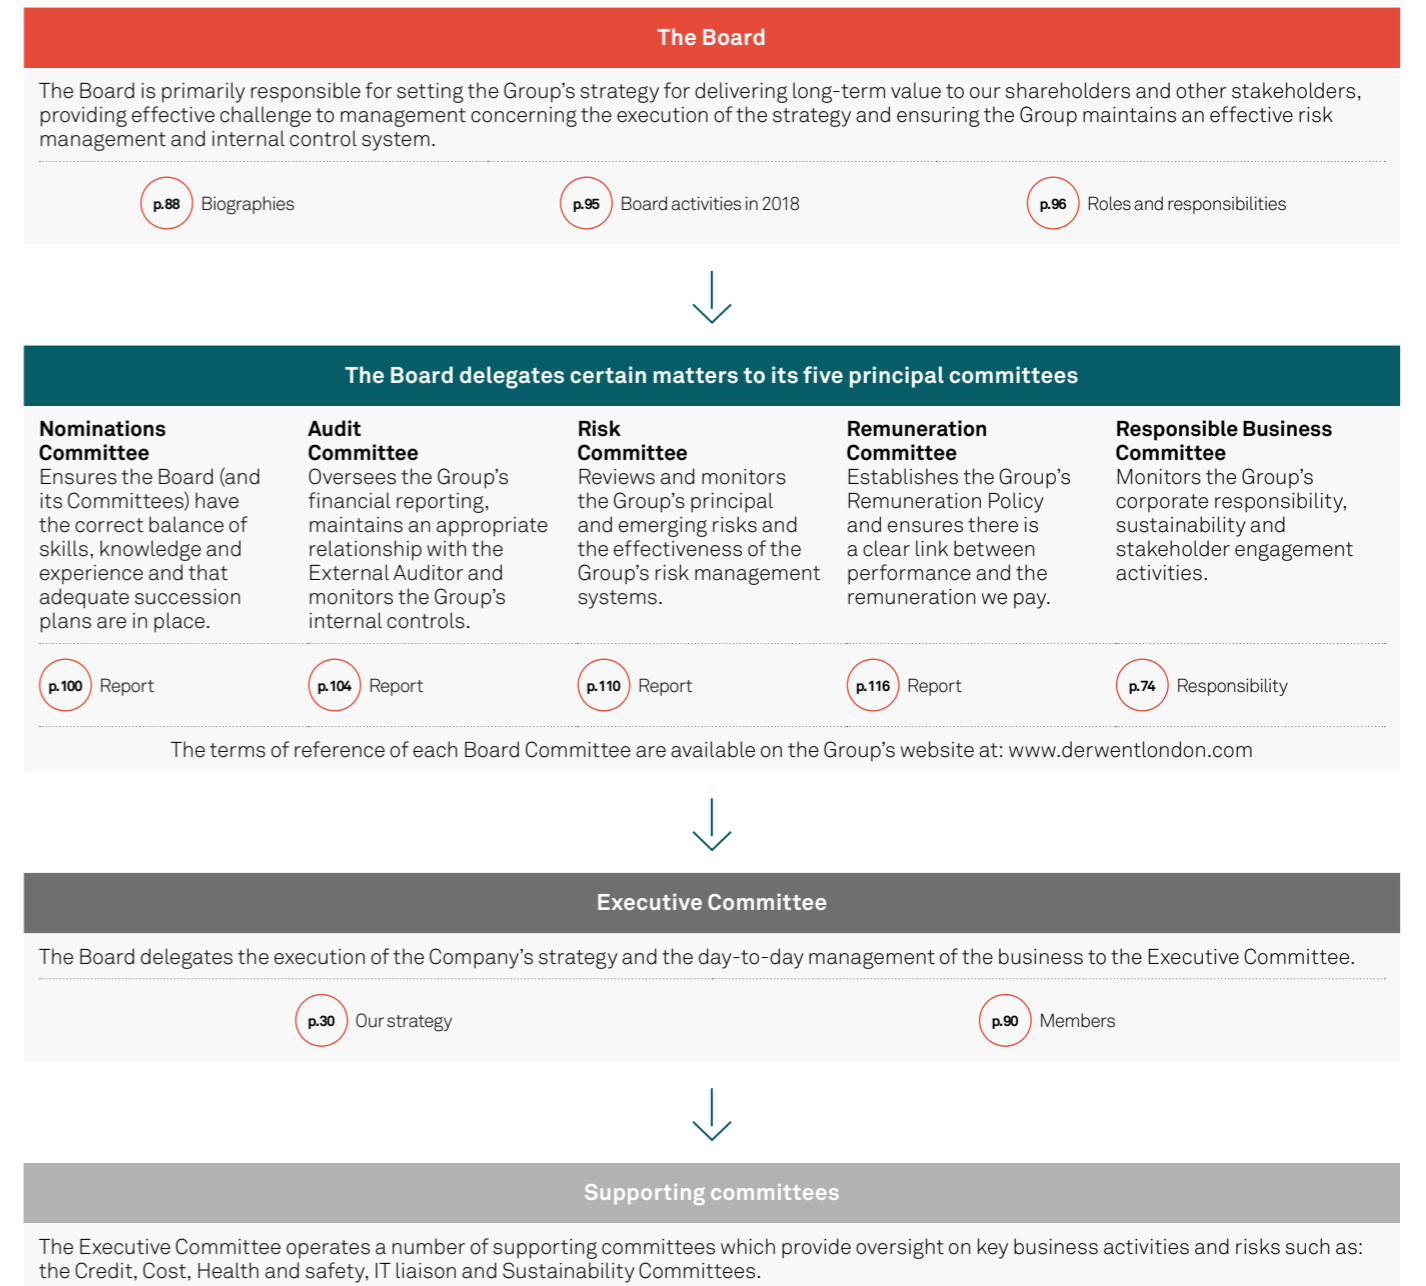 The Board
The Board is primarily responsible for setting the Group's strategy for delivering long-term value to our shareholders and other stakeholders,
providing effective challenge to management concerning the execution of the strategy and ensuring the Group maintains an effective risk
management and internal control system.
p.88 Biographies
p.95 Board activities in 2018
p.96 Roles and responsibilities
The Board delegates certain matters to its five principal committees
Nominations
Committee
Ensures the Board (and
its Committees) have
the correct balance of
skills, knowledge and
experience and that
adequate succession
plans are in place.
p.100 Report
Audit
Committee
Oversees the Group's
financial reporting,
maintains an appropriate
relationship with the
External Auditor and
monitors the Group's
internal controls.
p.104 Report
Risk
Committee
Reviews and monitors
the Group's principal
and emerging risks and
the effectiveness of the
Group's risk management
systems.
p.110 Report
Remuneration
Committee
Establishes the Group's
Remuneration Policy
and ensures there is
a clear link between
performance and the
remuneration we pay.
p.116 Report
Responsible Business
Committee
Monitors the Group's
corporate responsibility,
sustainability and
stakeholder engagement
activities.
p.74 Responsibility
The terms of reference of each Board Committee are available on the Group's website at: www.derwentlondon.com
Executive Committee
The Board delegates the execution of the Company's strategy and the day-to-day management of the business to the Executive Committee.
p.30 Our strategy
p.90 Members
Supporting committees
The Executive Committee operates a number of supporting committees which provide oversight on key business activities and risks such as:
the Credit, Cost, Health and safety, IT liaison and Sustainability Committees.